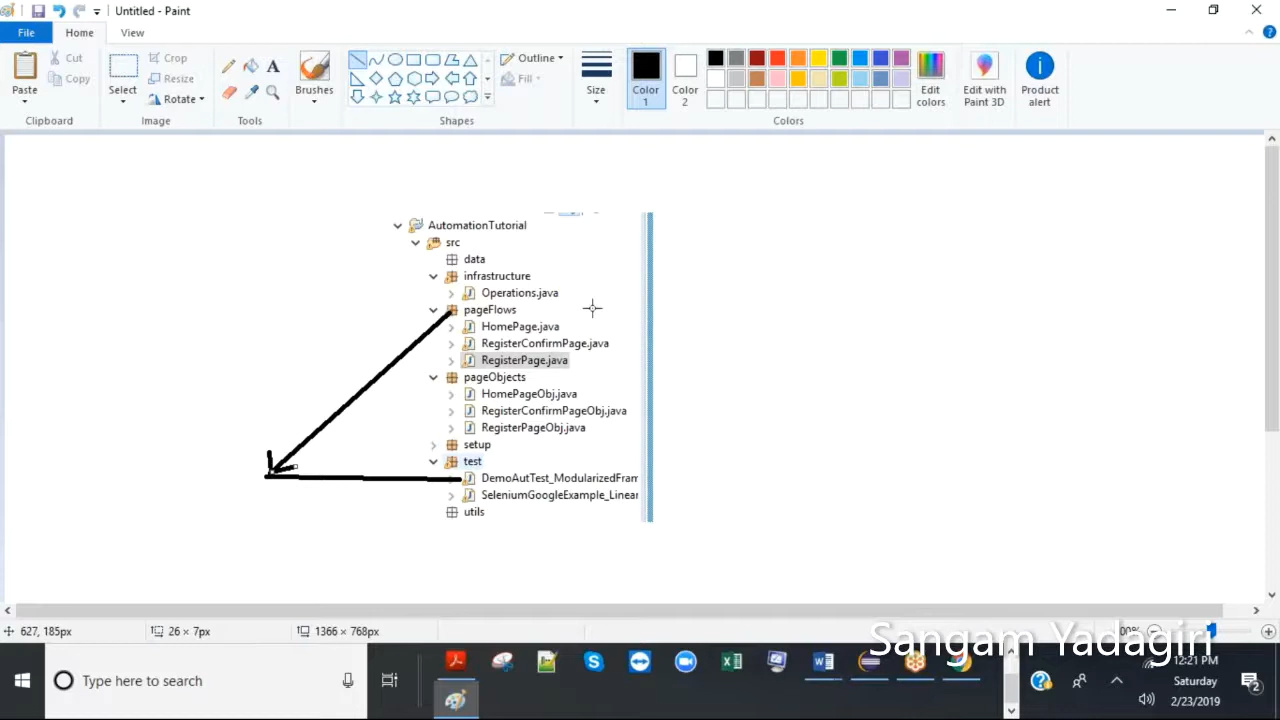 Untitled - Paint
File Home View
Paste Cut Copy Select Crop Resize Rotate Brushes Outline Fill Size Color 1 Color 2 Edit colors Edit with Paint 3D Product alert
Clipboard Image Tools Shapes Colors
AutomationTutorial
src
data
infrastructure
Operations.java
pageFlows
HomePage.java
RegisterConfirmPage.java
RegisterPage.java
pageObjects
HomePageObj.java
RegisterConfirmPageObj.java
RegisterPageObj.java
setup
test
DemoAutTest_ModularizedFram
SeleniumGoogleExample_Linear
utils
627, 185px 26 × 7px 1366 × 768px
Sangam Yadagiri
Type here to search
12:21 PM
Saturday
2/23/2019
2